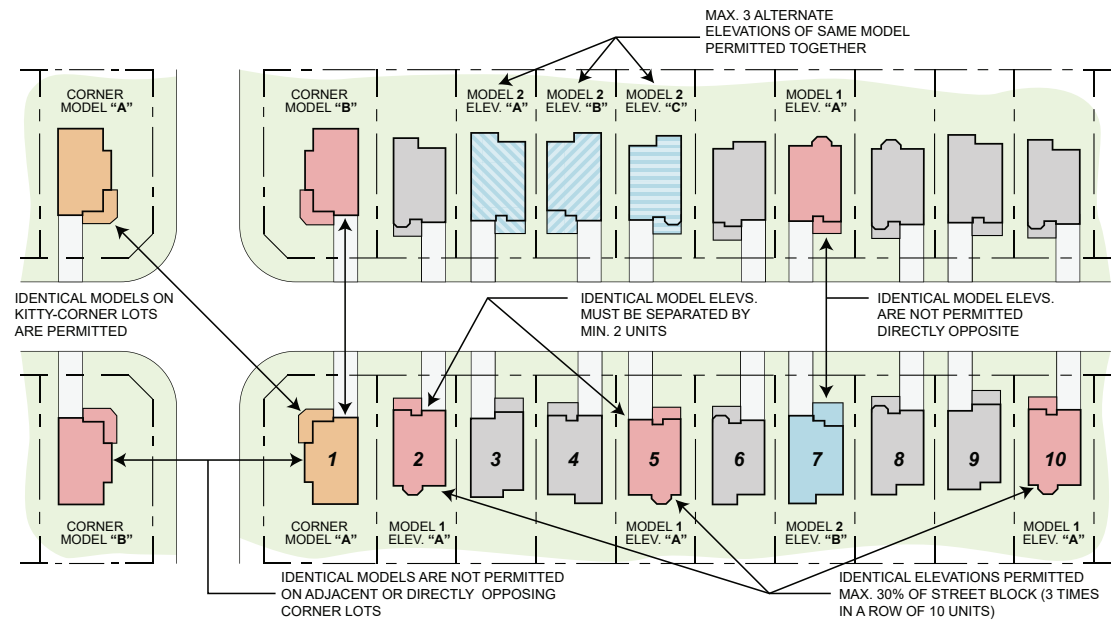 MAX. 3 ALTERNATE
ELEVATIONS OF SAME MODEL
PERMITTED TOGETHER
CORNER
MODEL “A”
CORNER
MODEL “B”
MODEL 2
ELEV. “A”
MODEL 2
ELEV. “B”
MODEL 2
ELEV. “C”
MODEL 1
ELEV. “A”
IDENTICAL MODELS ON
KITTY-CORNER LOTS
ARE PERMITTED
IDENTICAL MODEL ELEVS.
MUST BE SEPARATED BY
MIN. 2 UNITS
IDENTICAL MODEL ELEVS.
ARE NOT PERMITTED
DIRECTLY OPPOSITE
1
2
3
4
5
6
7
8
9
10
CORNER
MODEL “B”
CORNER
MODEL “A”
MODEL 1
ELEV. “A”
MODEL 1
ELEV. “A”
MODEL 2
ELEV. “B”
MODEL 1
ELEV. “A”
IDENTICAL MODELS ARE NOT PERMITTED
ON ADJACENT OR DIRECTLY OPPOSING
CORNER LOTS
IDENTICAL ELEVATIONS PERMITTED
MAX. 30% OF STREET BLOCK (3 TIMES
IN A ROW OF 10 UNITS)